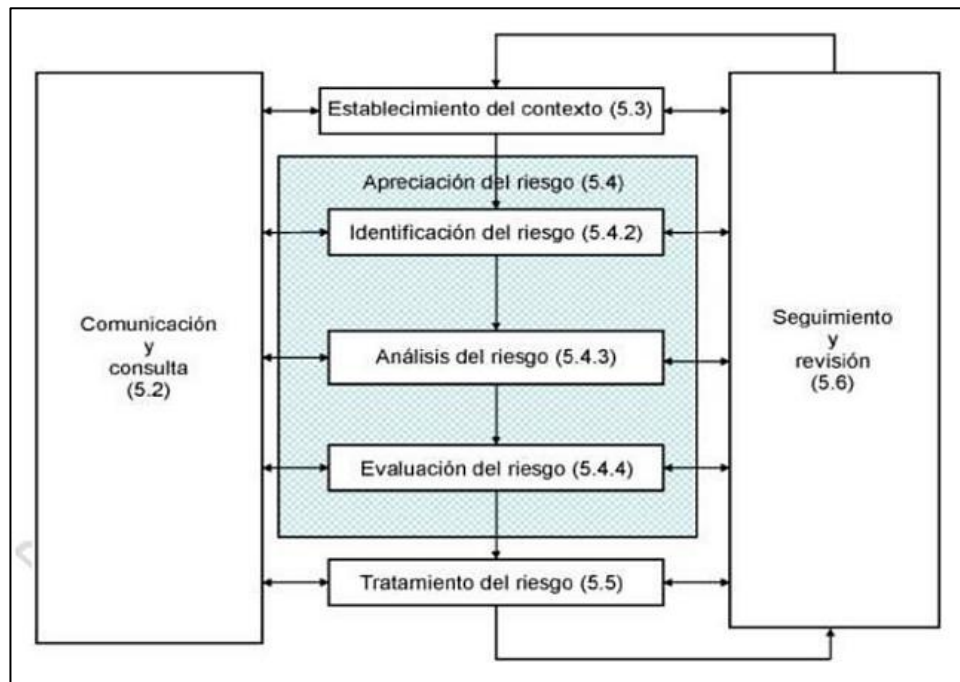 Establecimiento del contexto (5.3)
Apreciación del riesgo (5.4)
Identificación del riesgo (5.4.2)
Comunicación
y
consulta
(5.2)
Análisis del riesgo (5.4.3)
Seguimiento
y
revisión
(5.6)
Evaluación del riesgo (5.4.4)
Tratamiento del riesgo (5.5)